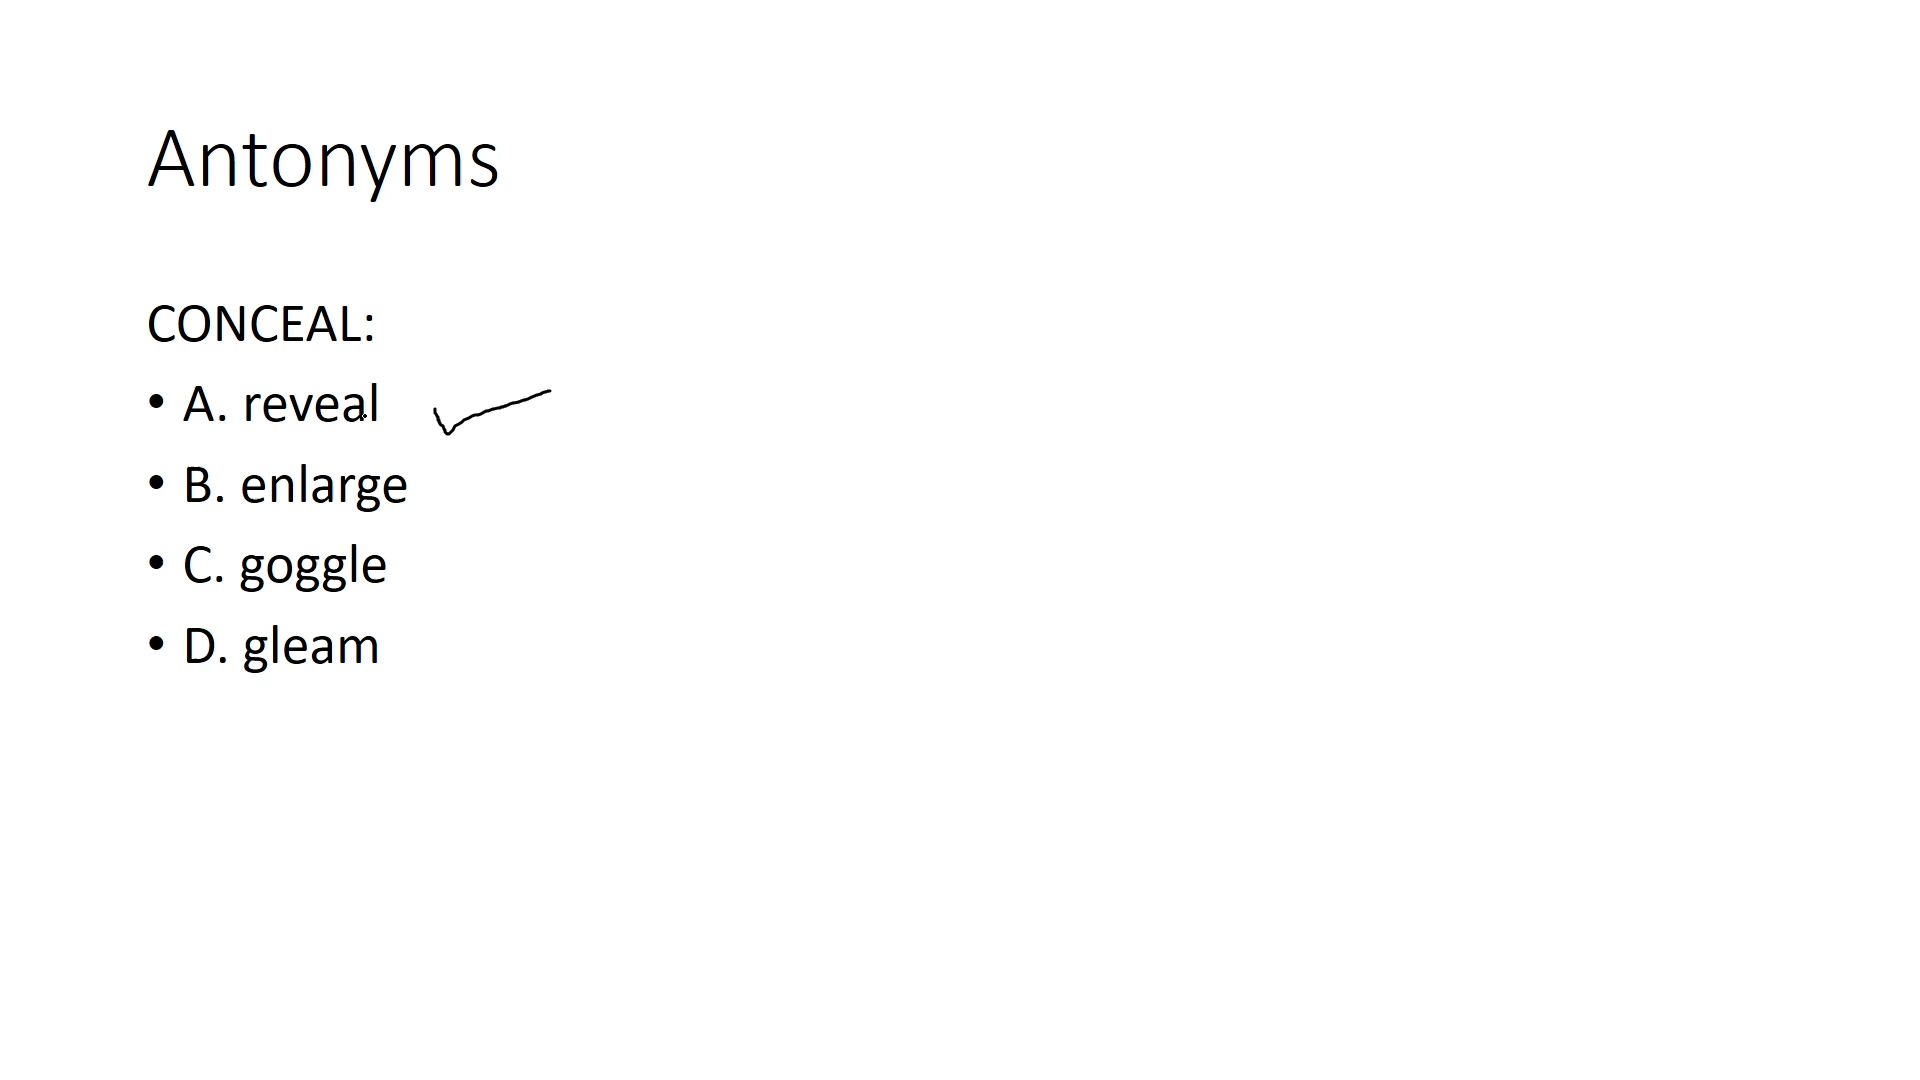 Antonyms
CONCEAL:
• A. reveal
• B. enlarge
• C. goggle
• D. gleam